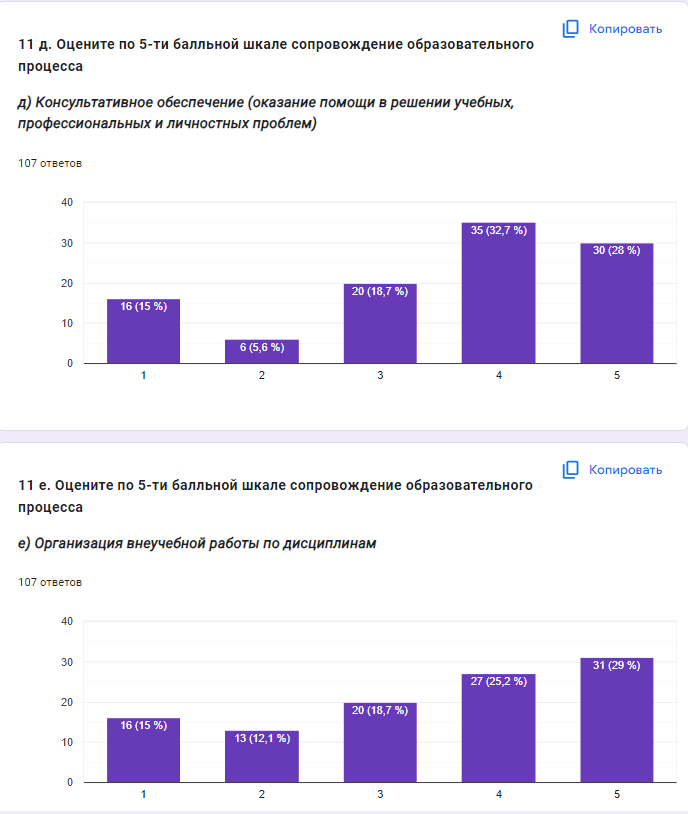 Копировать
11 д. Оцените по 5-ти балльной шкале сопровождение образовательного
процесса
д) Консультативное обеспечение (оказание помощи в решении учебных,
профессиональных и личностных проблем)
107 ответов
40
30
20
10
0
16 (15 %)
6 (5,6 %)
20 (18,7 %)
35 (32,7 %)
30 (28 %)
1 2 3 4 5
Копировать
11 е. Оцените по 5-ти балльной шкале сопровождение образовательного
процесса
е) Организация внеучебной работы по дисциплинам
107 ответов
40
30
20
10
0
16 (15 %)
13 (12,1 %)
20 (18,7 %)
27 (25,2 %)
31 (29 %)
1 2 3 4 5